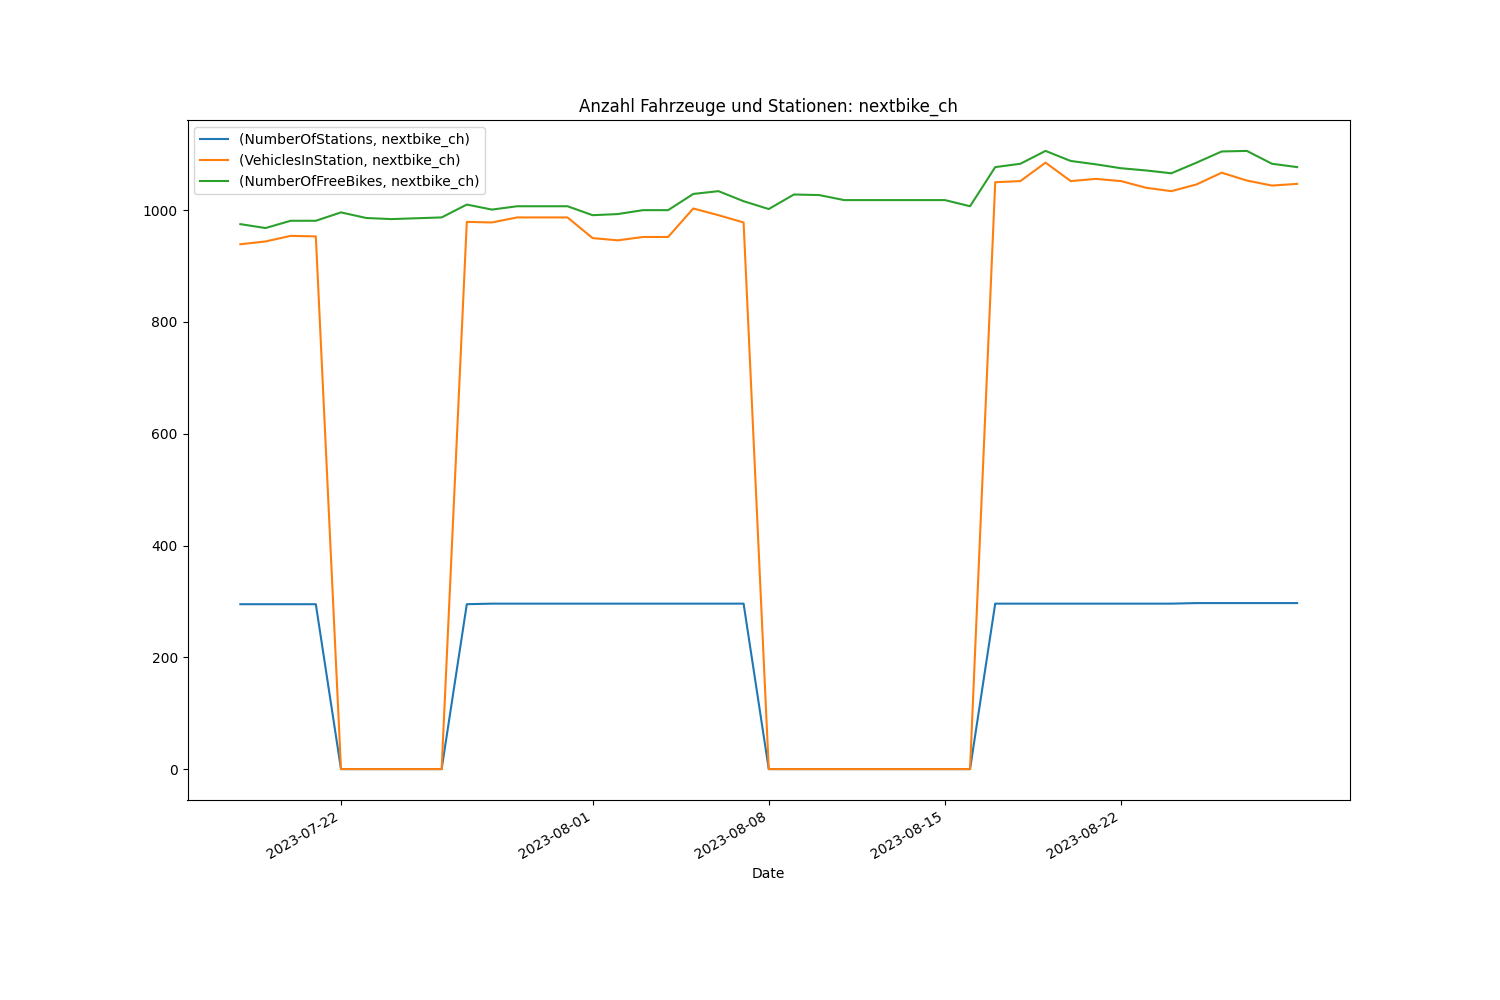 Anzahl Fahrzeuge und Stationen: nextbike_ch
(NumberOfStations, nextbike_ch)
(VehiclesInStation, nextbike_ch)
(NumberOfFreeBikes, nextbike_ch)
1000
800
600
400
200
0
2023-07-22
2023-08-01
2023-08-08
2023-08-15
2023-08-22
Date